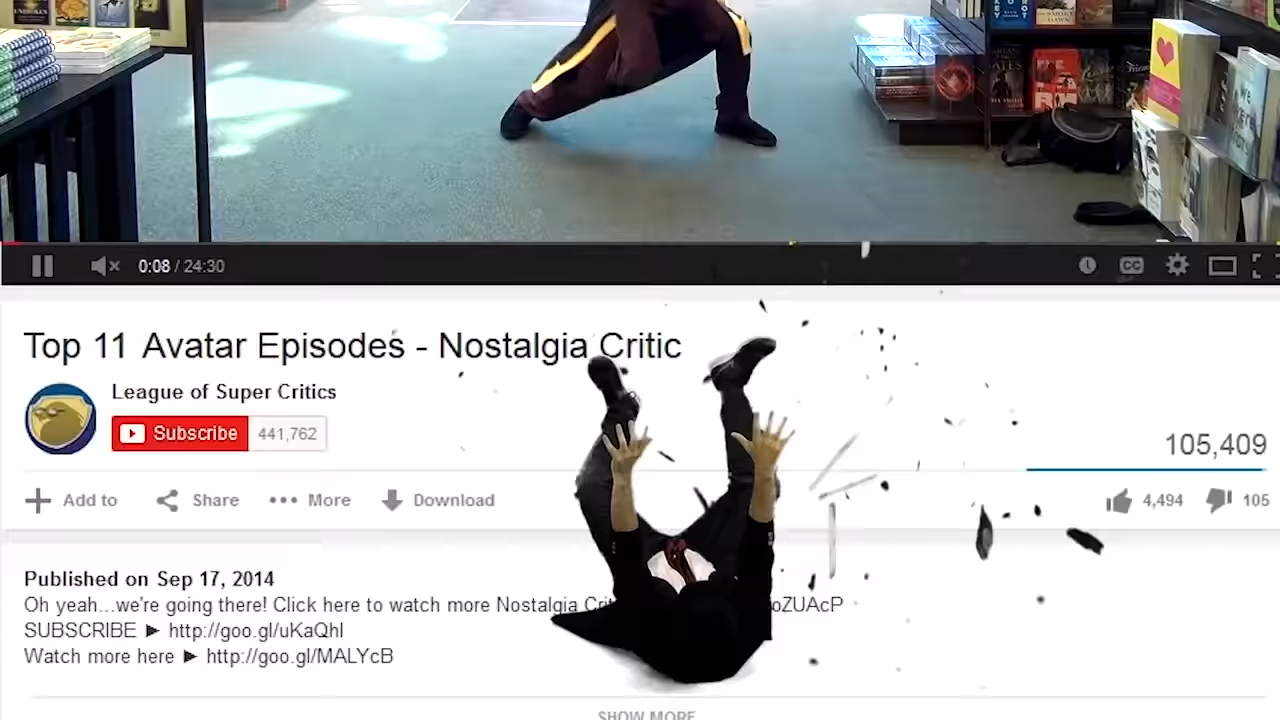 0:08 / 24:30
CC
Top 11 Avatar Episodes - Nostalgia Critic
League of Super Critics
Subscribe 441,762
105,409
Add to Share More Download
4,494 105
Published on Sep 17, 2014
Oh yeah...we're going there! Click here to watch more Nostalgia
SUBSCRIBE ► http://goo.gl/uKaQhI
Watch more here ► http://goo.gl/MALYcB
SHOW MORE